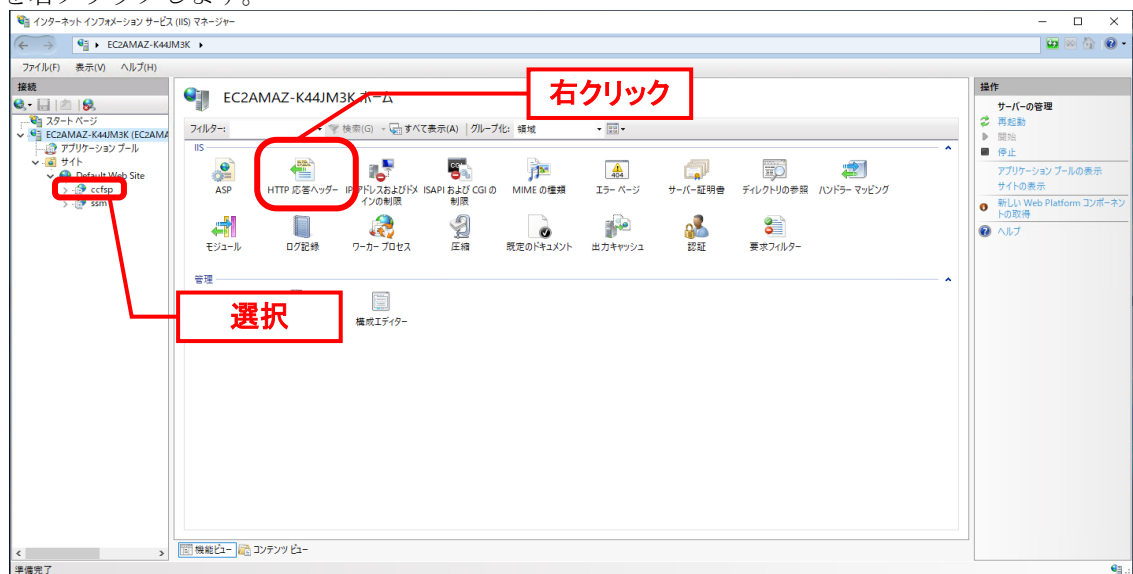 を右クリックします。
インターネット インフォメーション サービス (IIS) マネージャー
EC2AMAZ-K44JM3K
ファイル(F) 表示(V) ヘルプ(H)
接続
スタート ページ
EC2AMAZ-K44JM3K (EC2AMA
アプリケーション プール
サイト
Default Web Site
ccfsp
ssm
EC2AMAZ-K44JM3K ホーム
右クリック
フィルター: 検索(G) すべて表示(A) グループ化: 領域
IIS
ASP
HTTP 応答ヘッダー
IP アドレスおよびドメインの制限
ISAPI および CGI の制限
MIME の種類
エラー ページ
サーバー証明書
ディレクトリの参照
ハンドラー マッピング
モジュール
ログ記録
ワーカー プロセス
圧縮
既定のドキュメント
出力キャッシュ
認証
要求フィルター
管理
選択
構成エディター
機能ビュー コンテンツ ビュー
準備完了
操作
サーバーの管理
再起動
開始
停止
アプリケーション プールの表示
サイトの表示
新しい Web Platform コンポーネン
トの取得
ヘルプ